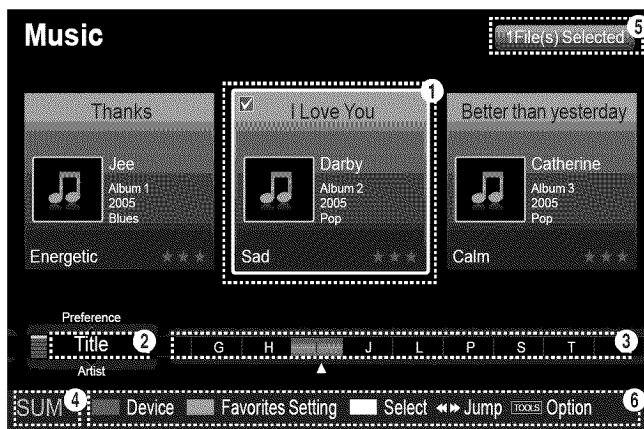 Music
1File(s) Selected
5
1
Thanks
I Love You
Better than yesterday
Jee
Album 1
2005
Blues
Darby
Album 2
2005
Pop
Catherine
Album 3
2005
Pop
Energetic
Sad
Calm
Preference
Title
2
G H J L P S T
3
Artist
SUM
4
Device Favorites Setting Select Jump TOOLS Option
6